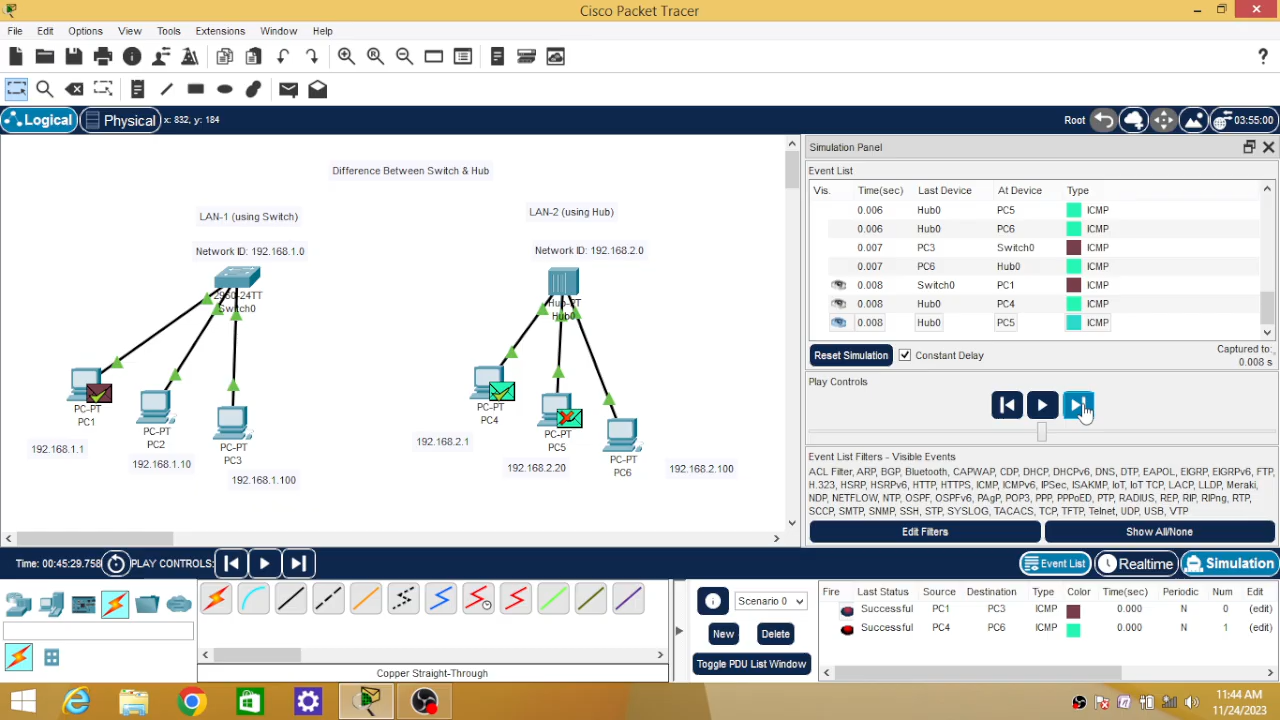 Cisco Packet Tracer
File Edit Options View Tools Extensions Window Help
Logical Physical x: 832, y: 184 Root 03:55:00
Difference Between Switch & Hub
LAN-1 (using Switch) LAN-2 (using Hub)
Network ID: 192.168.1.0 Network ID: 192.168.2.0
2950-24TT
Switch0
Hub-PT
Hub0
PC-PT
PC1
PC-PT
PC2
PC-PT
PC3
PC-PT
PC4
PC-PT
PC5
PC-PT
PC6
192.168.1.1
192.168.1.10
192.168.1.100
192.168.2.1
192.168.2.20
192.168.2.100
Simulation Panel
Event List
Vis. Time(sec) Last Device At Device Type
0.006 Hub0 PC5 ICMP
0.006 Hub0 PC6 ICMP
0.007 PC3 Switch0 ICMP
0.007 PC6 Hub0 ICMP
0.008 Switch0 PC1 ICMP
0.008 Hub0 PC4 ICMP
0.008 Hub0 PC5 ICMP
Reset Simulation Constant Delay Captured to:
0.008 s
Play Controls
Event List Filters - Visible Events
ACL Filter, ARP, BGP, Bluetooth, CAPWAP, CDP, DHCP, DHCPv6, DNS, DTP, EAPOL, EIGRP, EIGRPv6, FTP,
H.323, HSRP, HSRPv6, HTTP, HTTPS, ICMP, ICMPv6, IPSec, ISAKMP, IoT, IoT TCP, LACP, LLDP, Meraki,
NDP, NETFLOW, NTP, OSPF, OSPFv6, PAgP, POP3, PPP, PPPoED, PTP, RADIUS, REP, RIP, RIPng, RTP,
SCCP, SMTP, SNMP, SSH, STP, SYSLOG, TACACS, TCP, TFTP, Telnet, UDP, USB, VTP
Edit Filters Show All/None
Time: 00:45:29.758 PLAY CONTROLS: Event List Realtime Simulation
Copper Straight-Through
Scenario 0
New Delete
Toggle PDU List Window
Fire Last Status Source Destination Type Color Time(sec) Periodic Num Edit
Successful PC1 PC3 ICMP 0.000 N 0 (edit)
Successful PC4 PC6 ICMP 0.000 N 1 (edit)
11:44 AM
11/24/2023